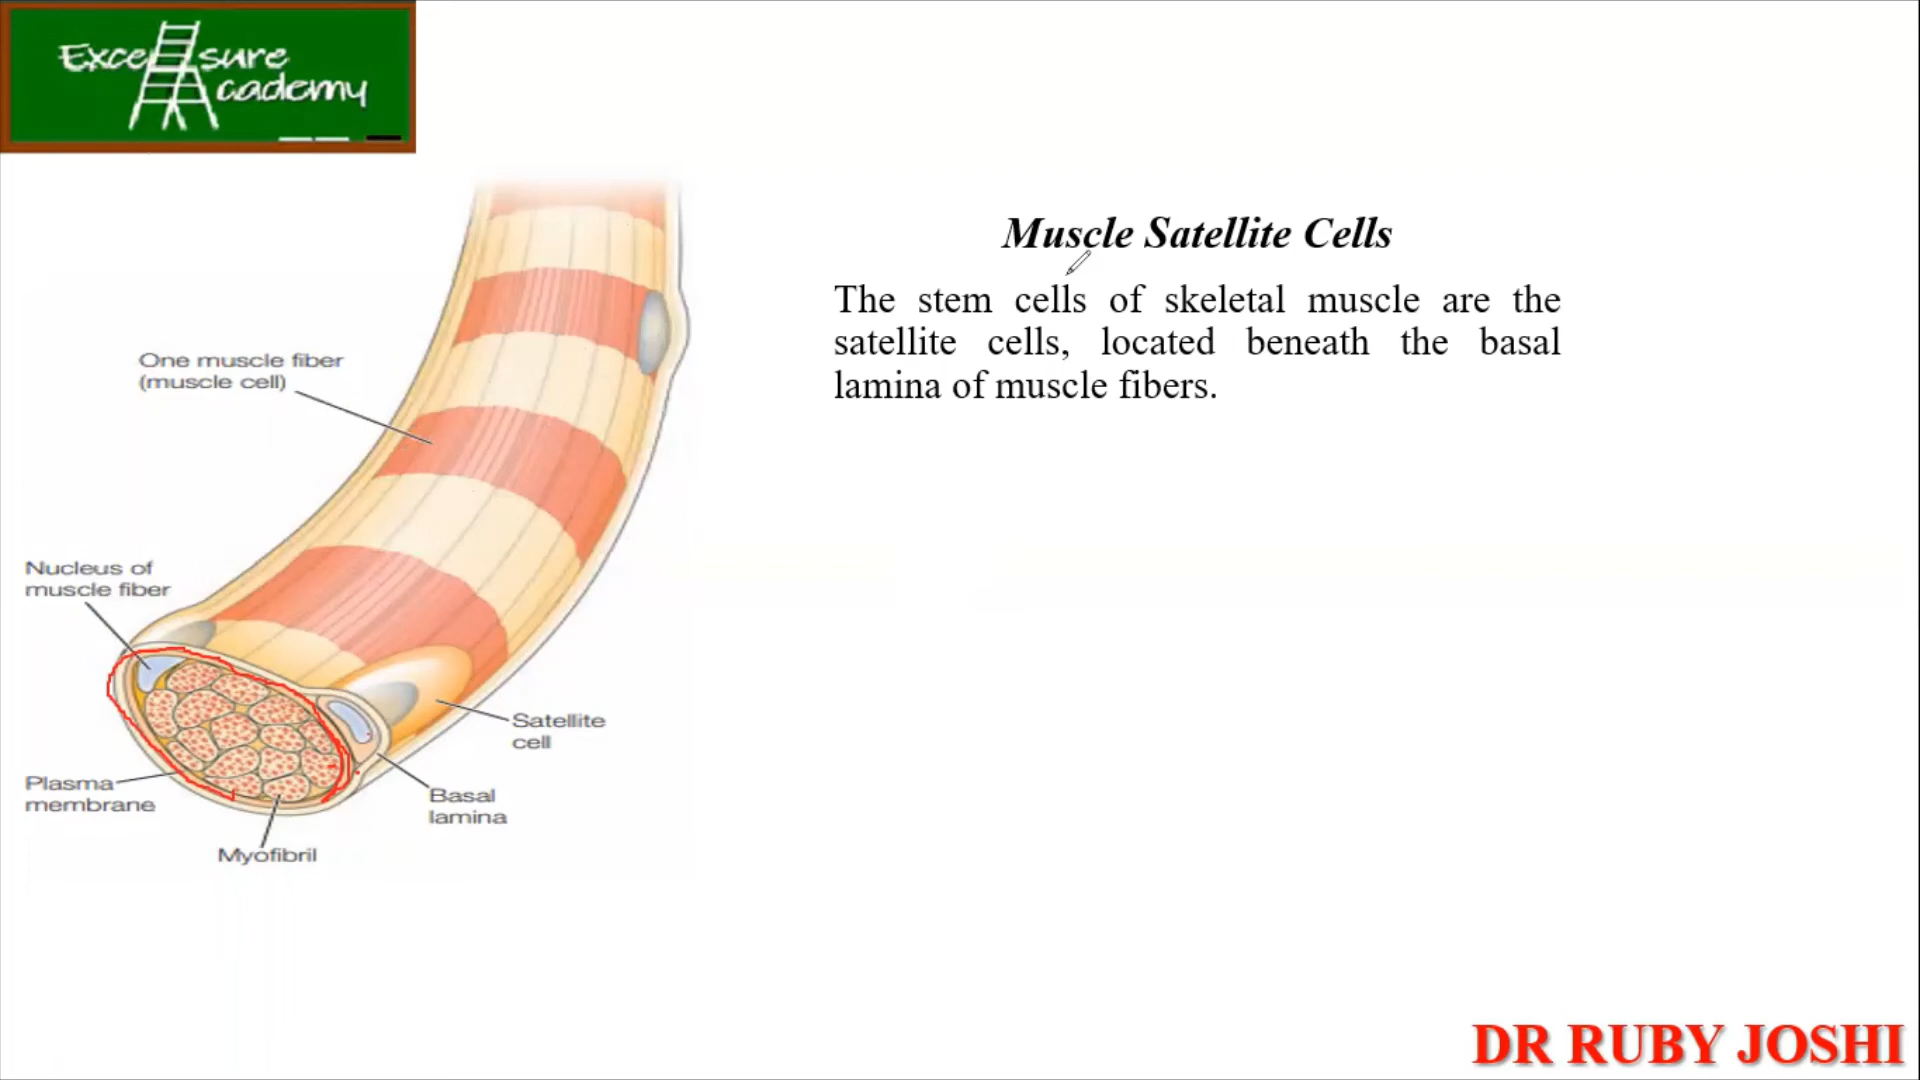 Excel sure
Academy
Muscle Satellite Cells
The stem cells of skeletal muscle are the
satellite cells, located beneath the basal
lamina of muscle fibers.
One muscle fiber
(muscle cell)
Nucleus of
muscle fiber
Satellite
cell
Plasma
membrane
Basal
lamina
Myofibril
DR RUBY JOSHI